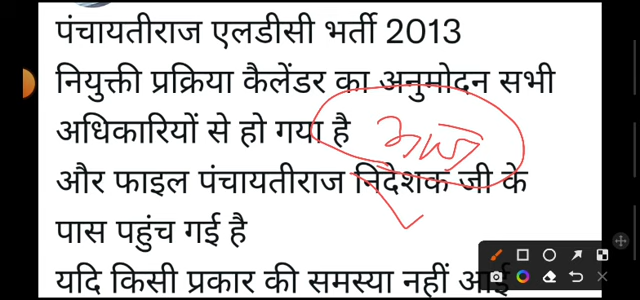 पंचायतीराज एलडीसी भर्ती 2013
नियुक्ती प्रक्रिया कैलेंडर का अनुमोदन सभी
अधिकारियों से हो गया है
और फाइल पंचायतीराज निदेशक जी के
पास पहुंच गई है
यदि किसी प्रकार की समस्या नहीं आई